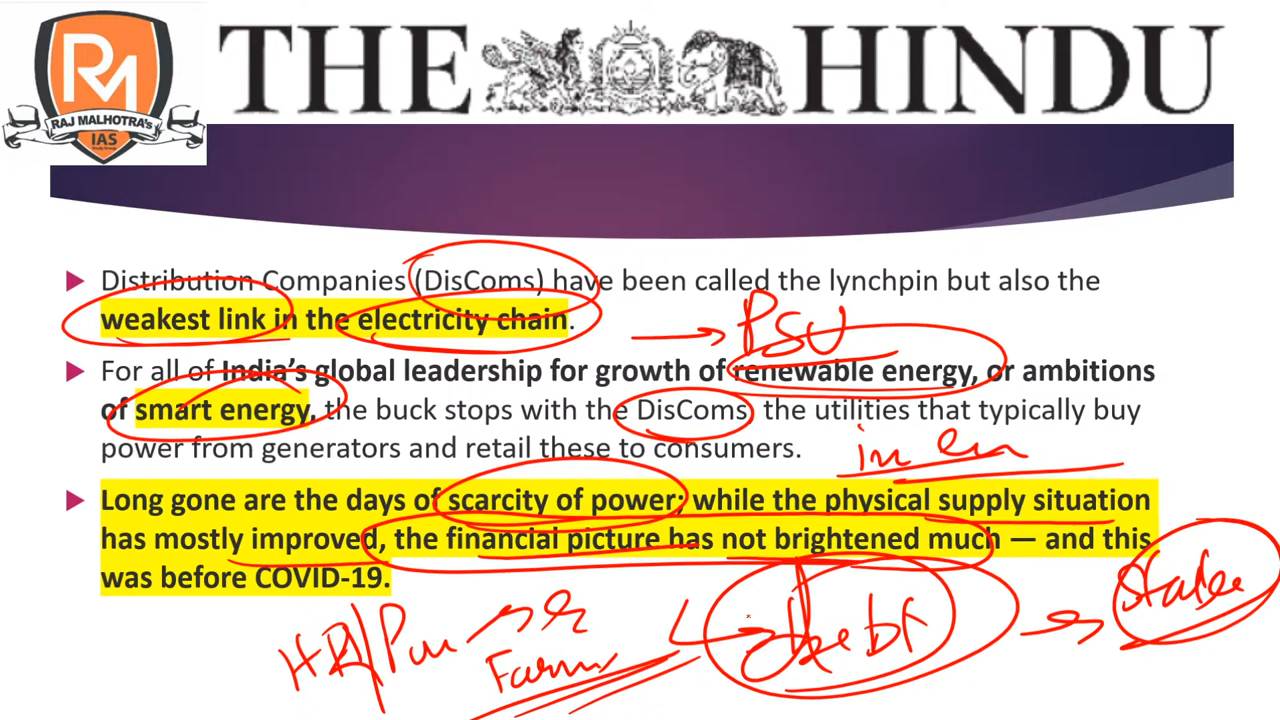 RM
RAJ MALHOTRA'S
IAS
THE HINDU
Distribution Companies (DisComs) have been called the lynchpin but also the
weakest link in the electricity chain.
PSU
For all of India's global leadership for growth of renewable energy, or ambitions
of smart energy, the buck stops with the DisComs, the utilities that typically buy
power from generators and retail these to consumers.
Long gone are the days of scarcity of power; while the physical supply situation
has mostly improved, the financial picture has not brightened much — and this
was before COVID-19.
debt
Farms